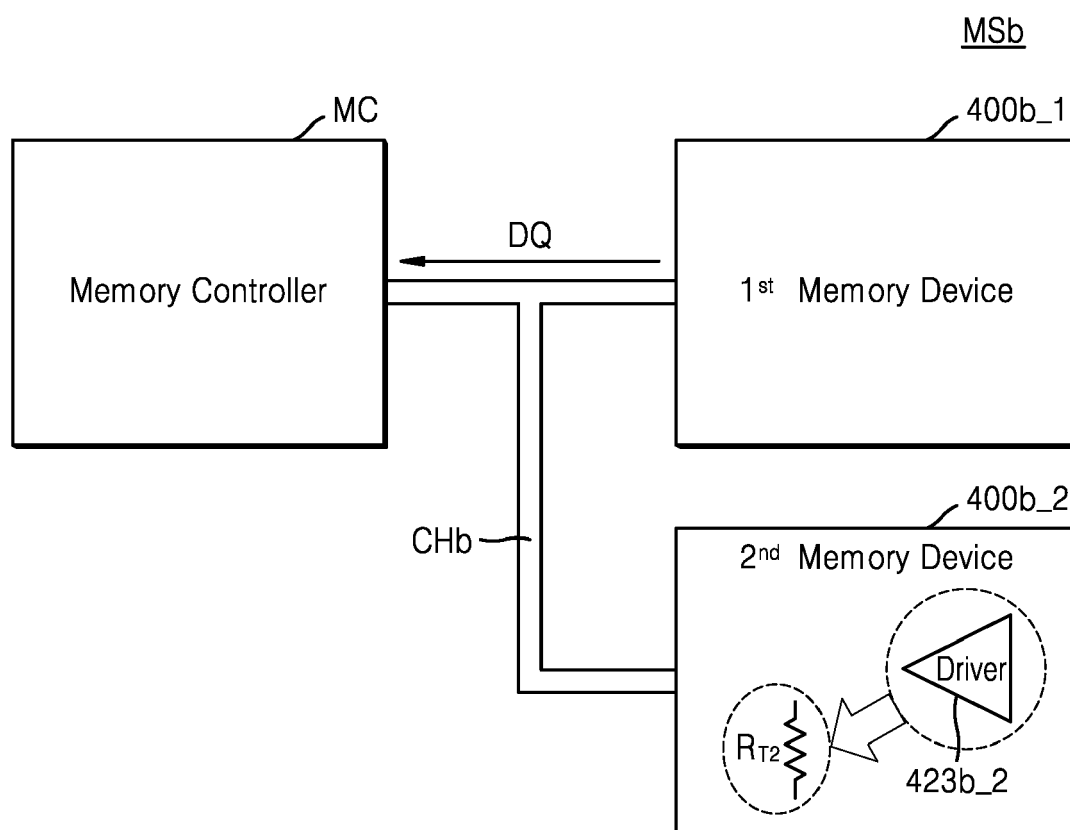 MSb
MC
400b_1
DQ
Memory Controller
1st Memory Device
400b_2
CHb
2nd Memory Device
Driver
RT2
423b_2